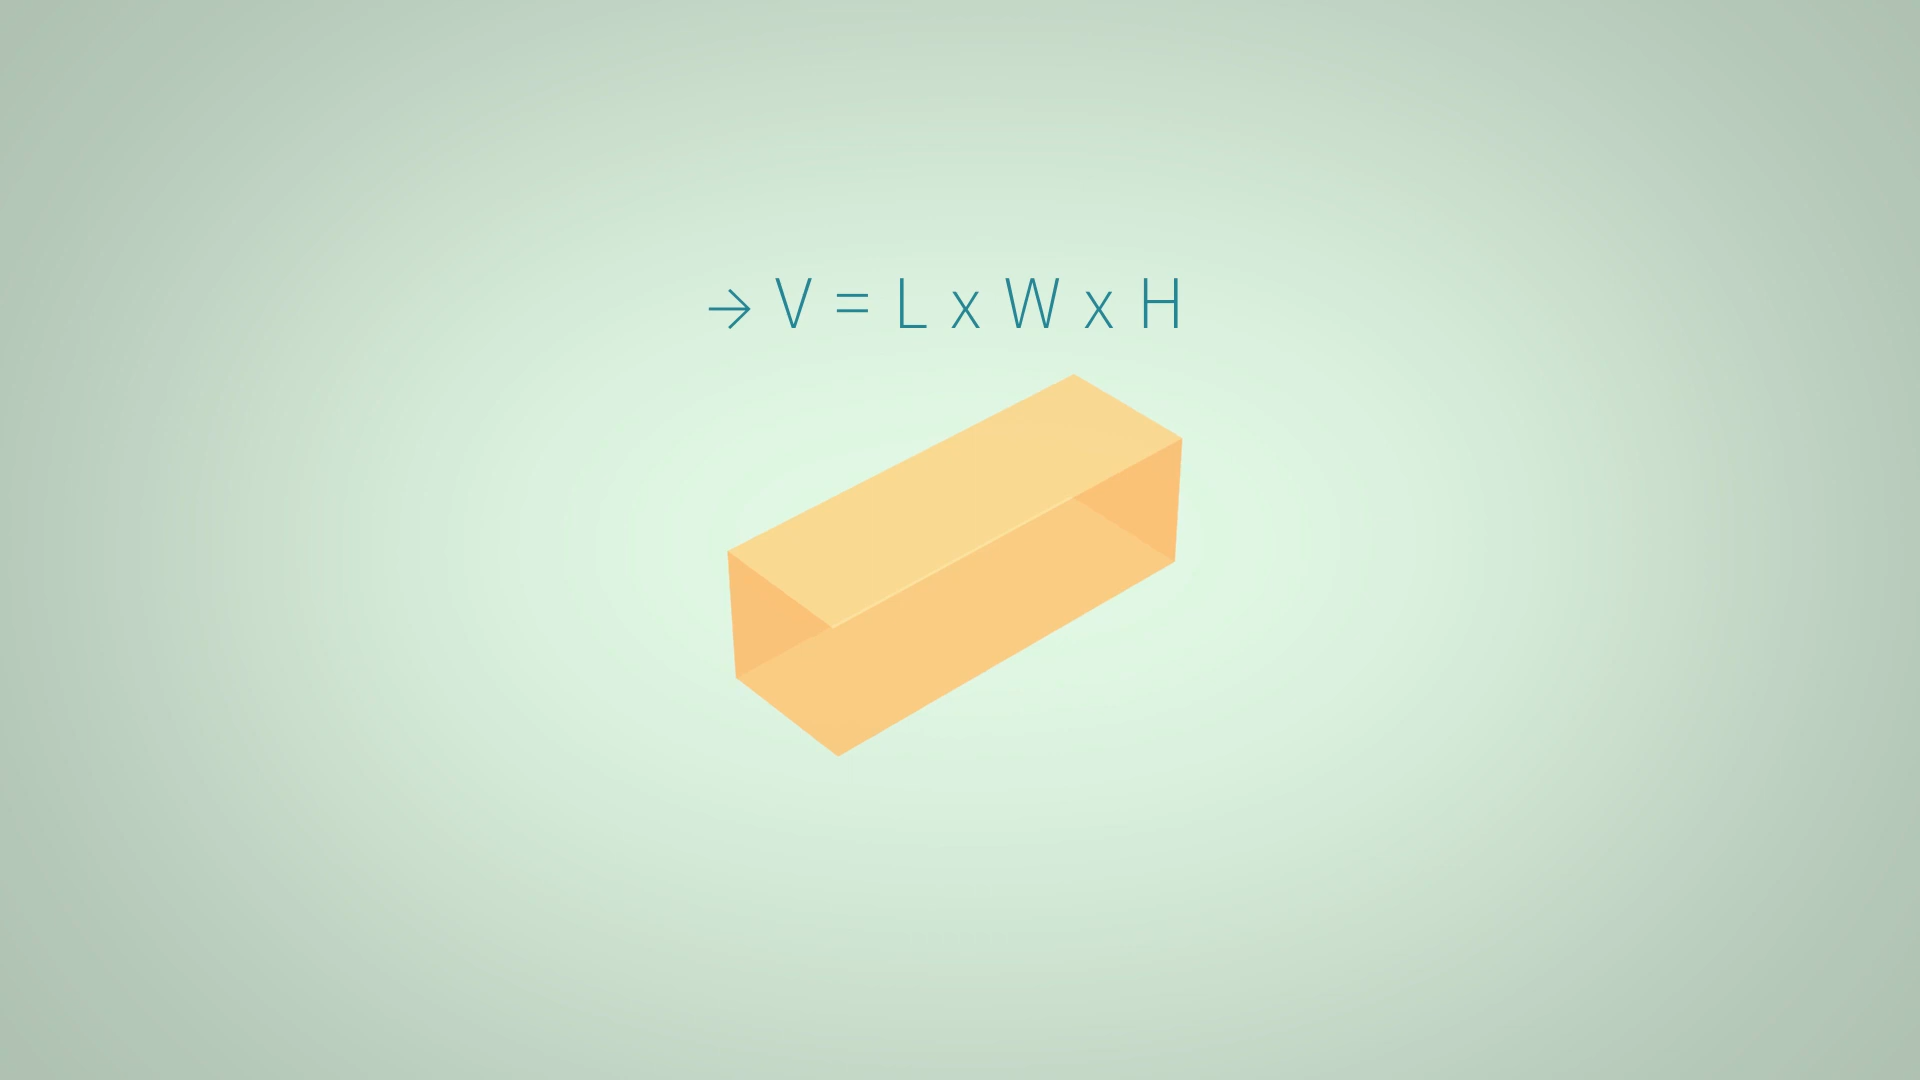 → V = L x W x H